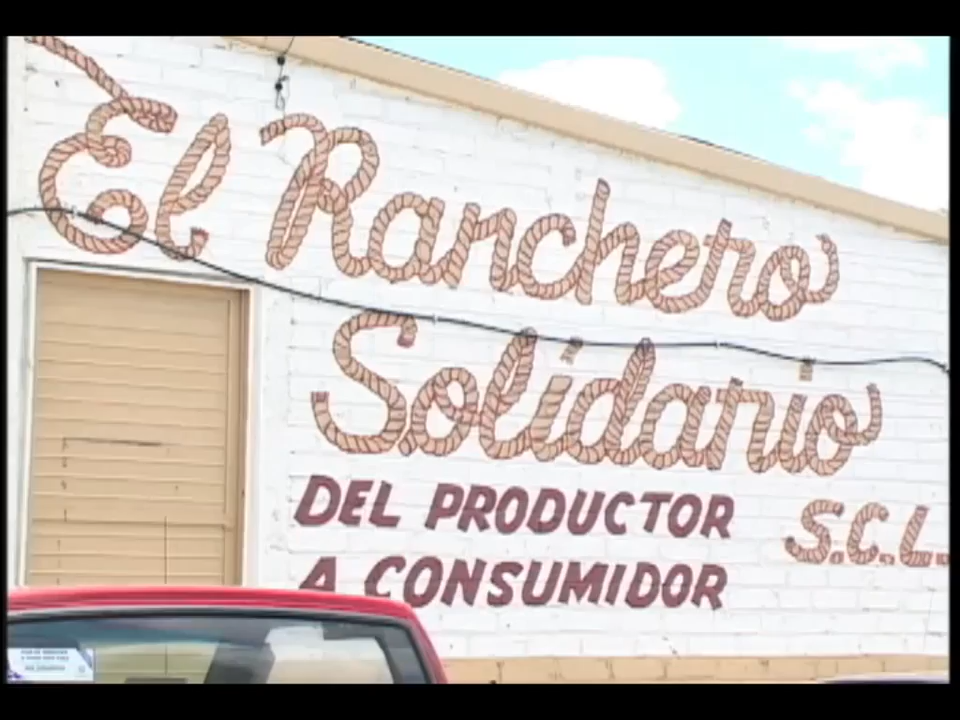 El Ranchero
Solidario
S.C.L.
DEL PRODUCTOR
A CONSUMIDOR